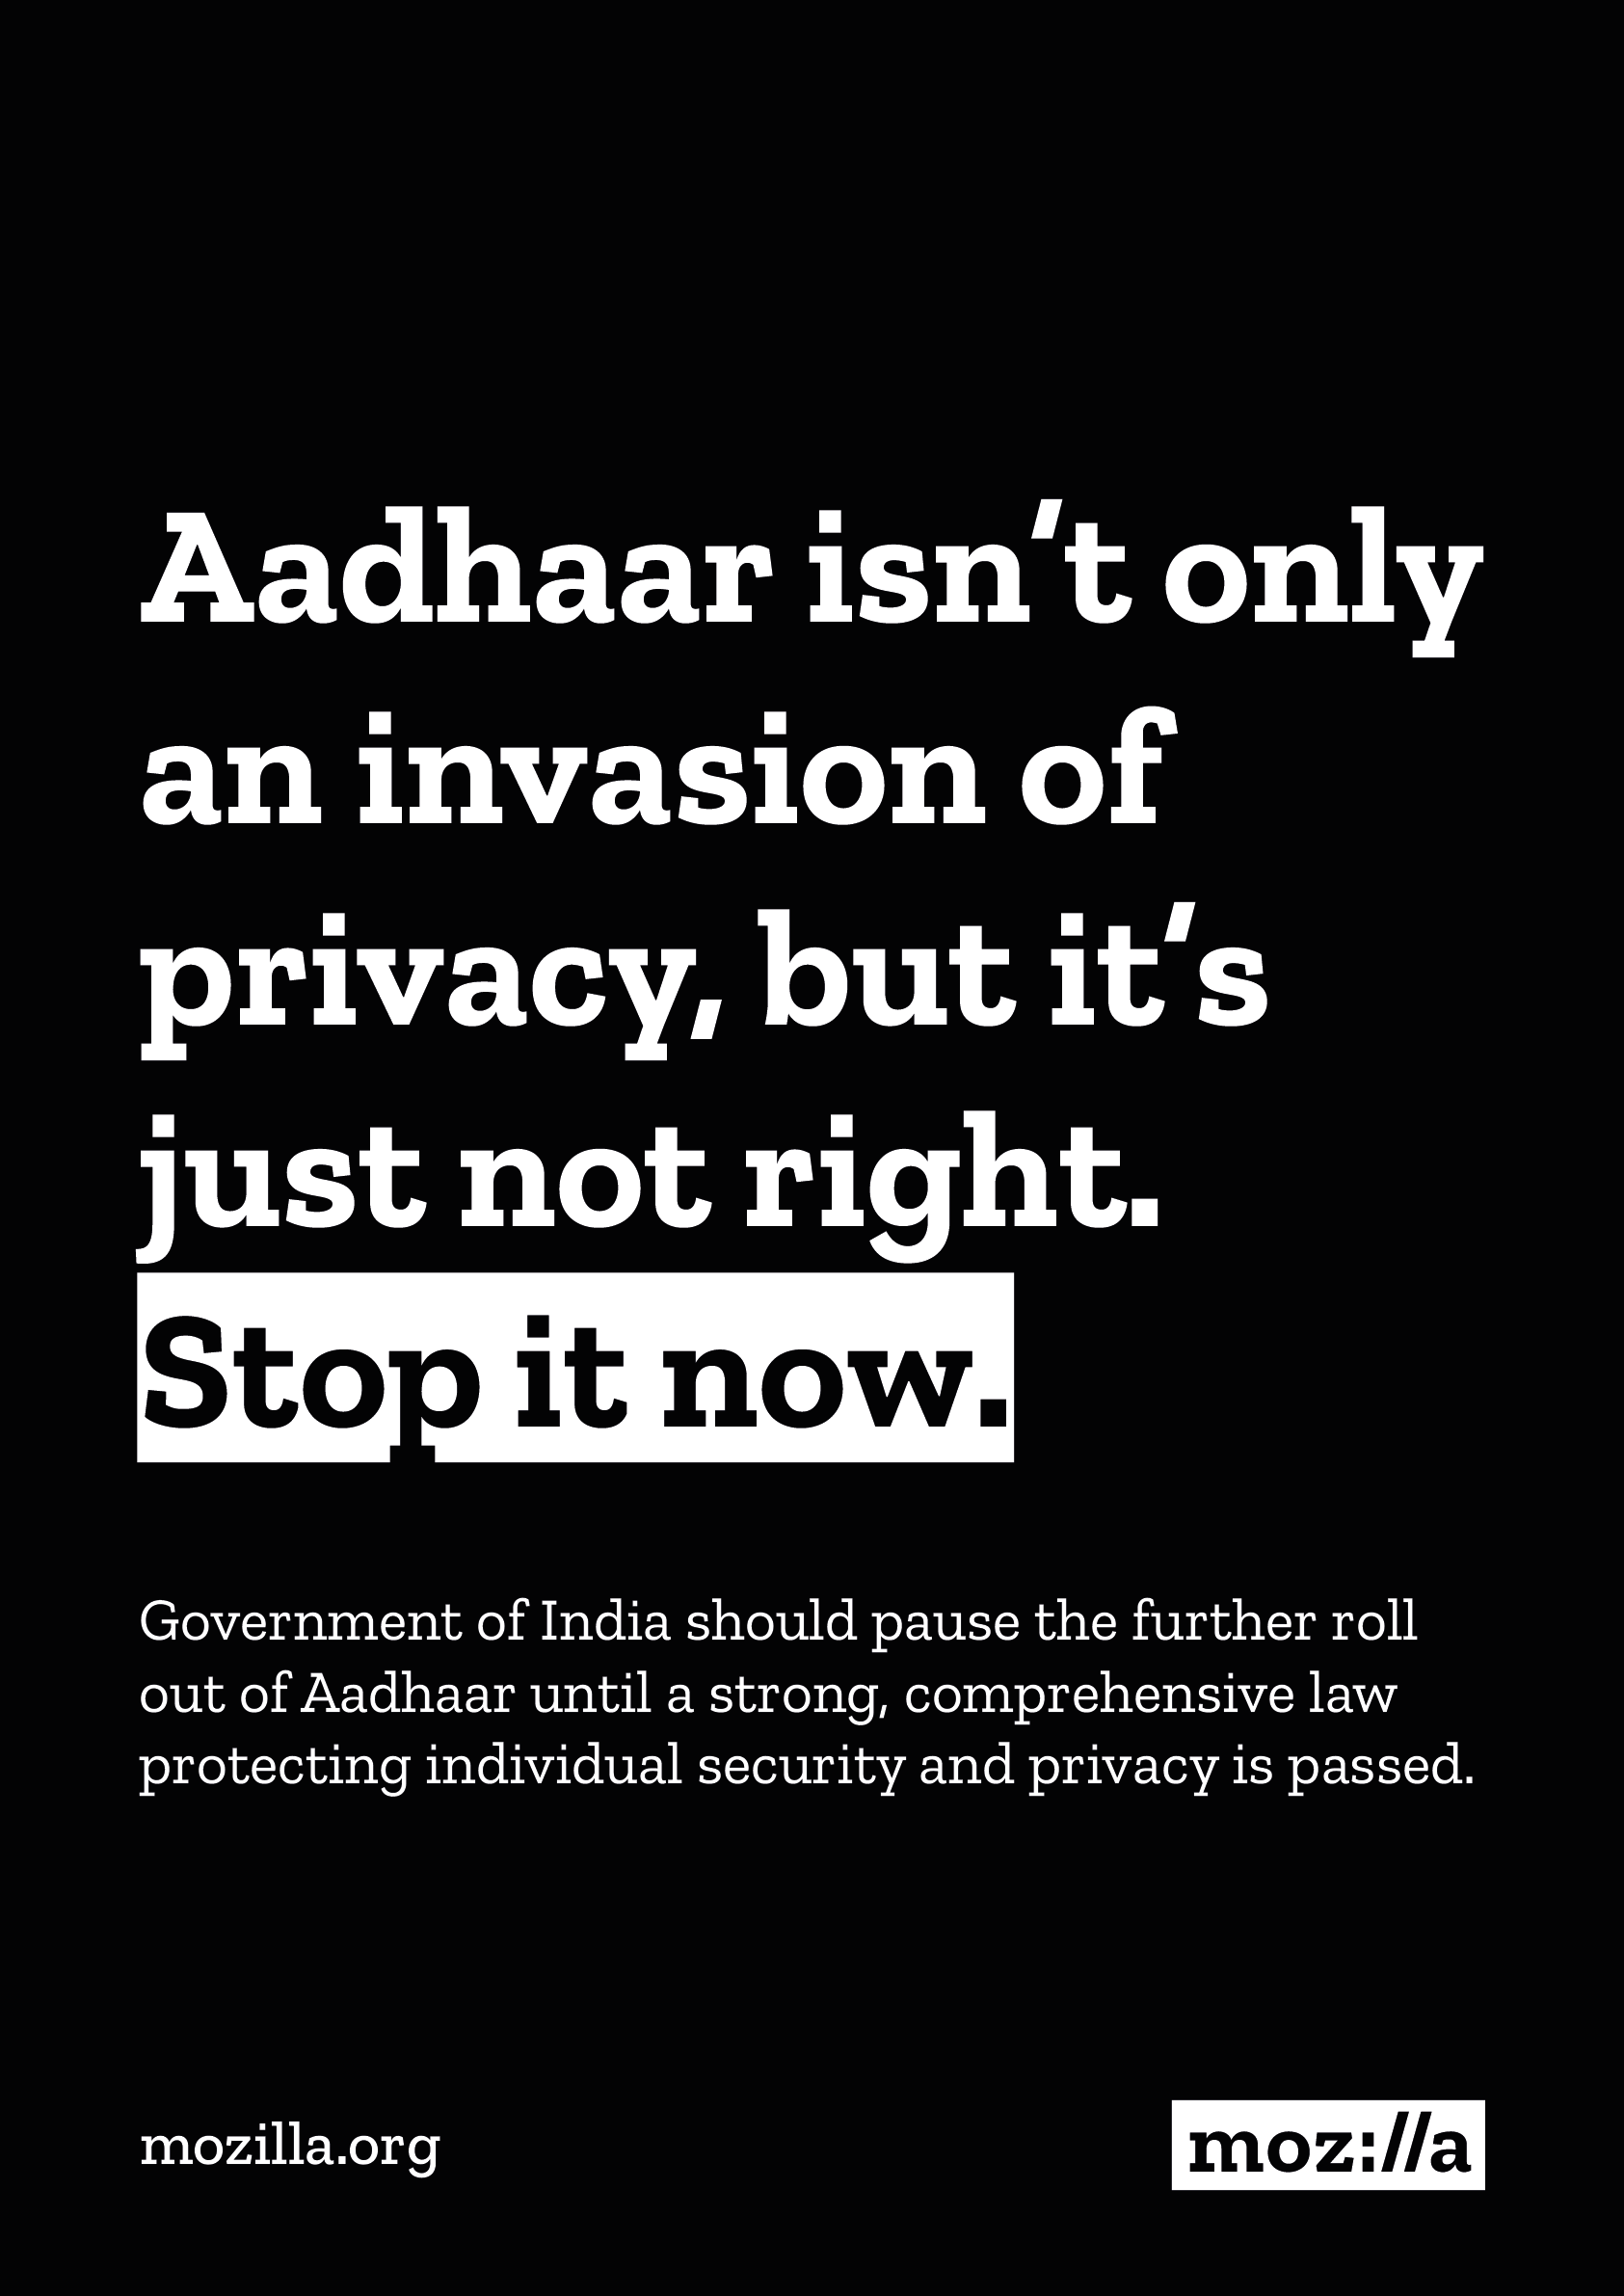 Aadhaar isn’t only
an invasion of
privacy, but it’s
just not right.
Stop it now.
Government of India should pause the further roll
out of Aadhaar until a strong, comprehensive law
protecting individual security and privacy is passed.
mozilla.org
moz://a